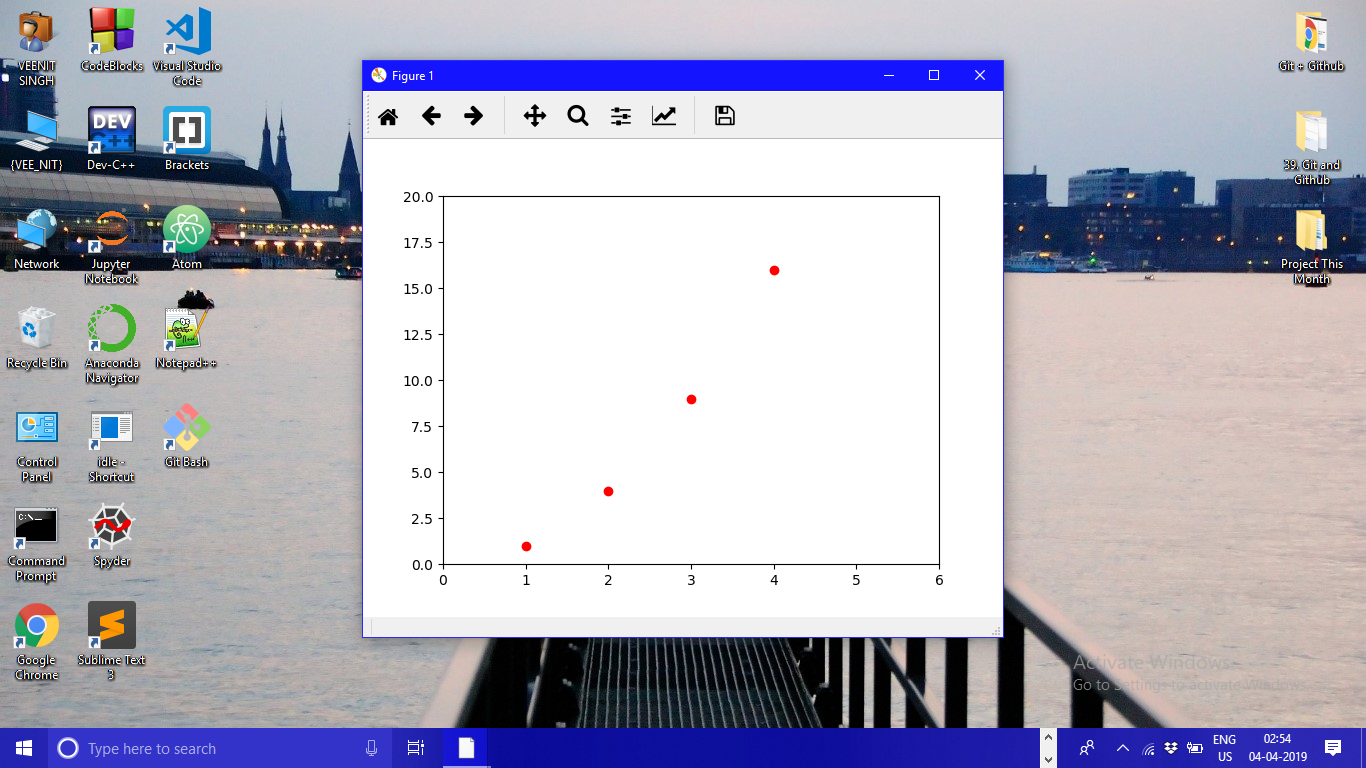 VEENIT
SINGH
CodeBlocks
Visual Studio
Code
{VEE_NIT}
DEV
C++
Dev-C++
Brackets
Network
Jupyter
Notebook
Atom
Recycle Bin
Anaconda
Navigator
Notepad++
Control
Panel
idle -
Shortcut
Git Bash
C:\_
Command
Prompt
Spyder
Google
Chrome
Sublime Text
3
Figure 1
20.0
17.5
15.0
12.5
10.0
7.5
5.0
2.5
0.0
0 1 2 3 4 5 6
Git + Github
39. Git and
Github
Project This
Month
Activate Windows
Go to Settings to activate Windows.
Type here to search
ENG
US
02:54
04-04-2019